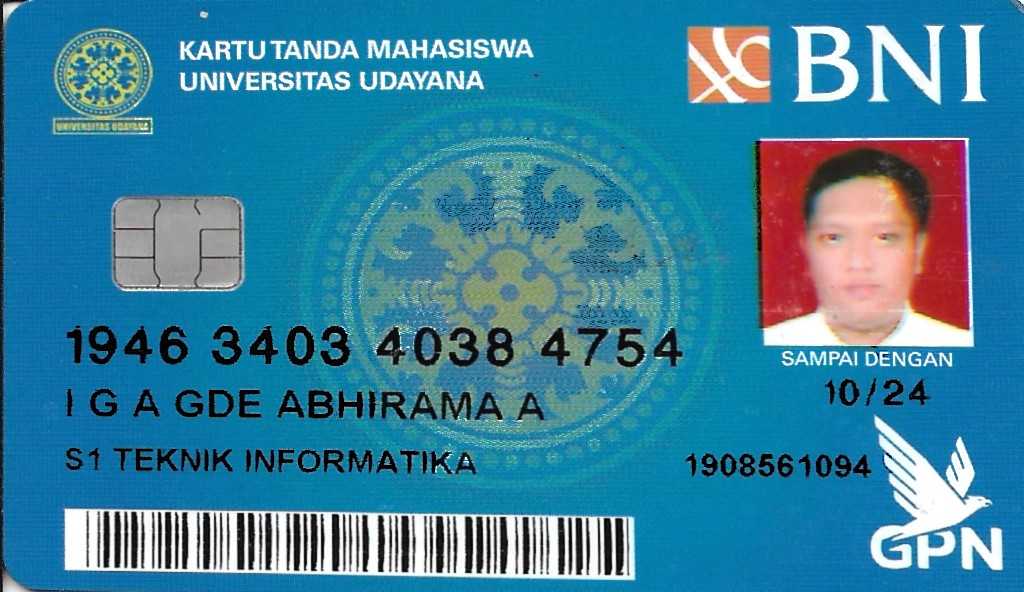 KARTU TANDA MAHASISWA
UNIVERSITAS UDAYANA
UNIVERSITAS UDAYANA
BNI
1946 3403 4038 4754
SAMPAI DENGAN
10/24
I G A GDE ABHIRAMA A
S1 TEKNIK INFORMATIKA
1908561094
GPN